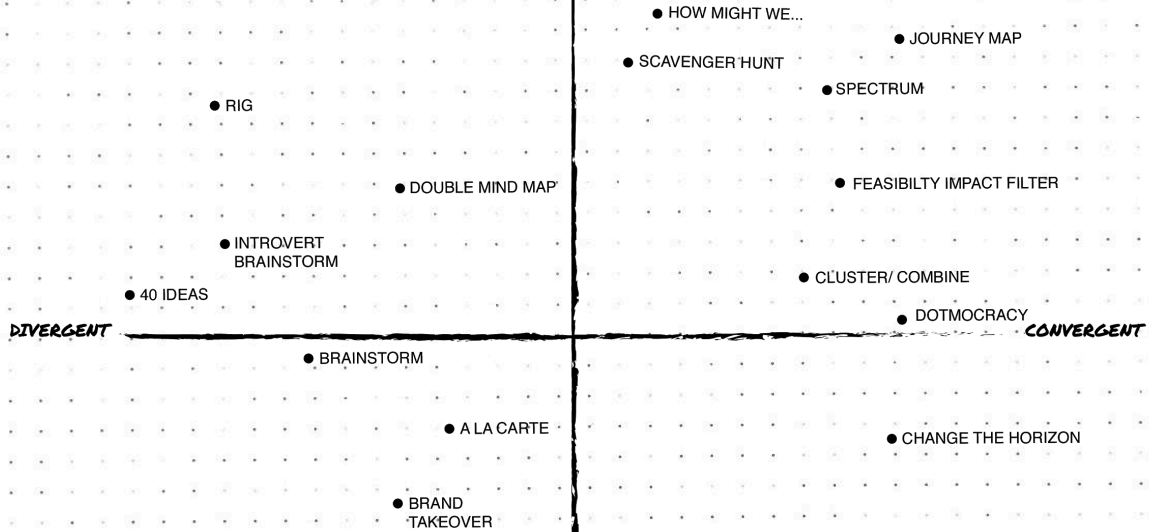 HOW MIGHT WE...
JOURNEY MAP
SCAVENGER HUNT
SPECTRUM
RIG
DOUBLE MIND MAP
FEASIBILTY IMPACT FILTER
INTROVERT
BRAINSTORM
CLUSTER/ COMBINE
40 IDEAS
DOTMOCRACY
DIVERGENT
CONVERGENT
BRAINSTORM
A LA CARTE
CHANGE THE HORIZON
BRAND
TAKEOVER